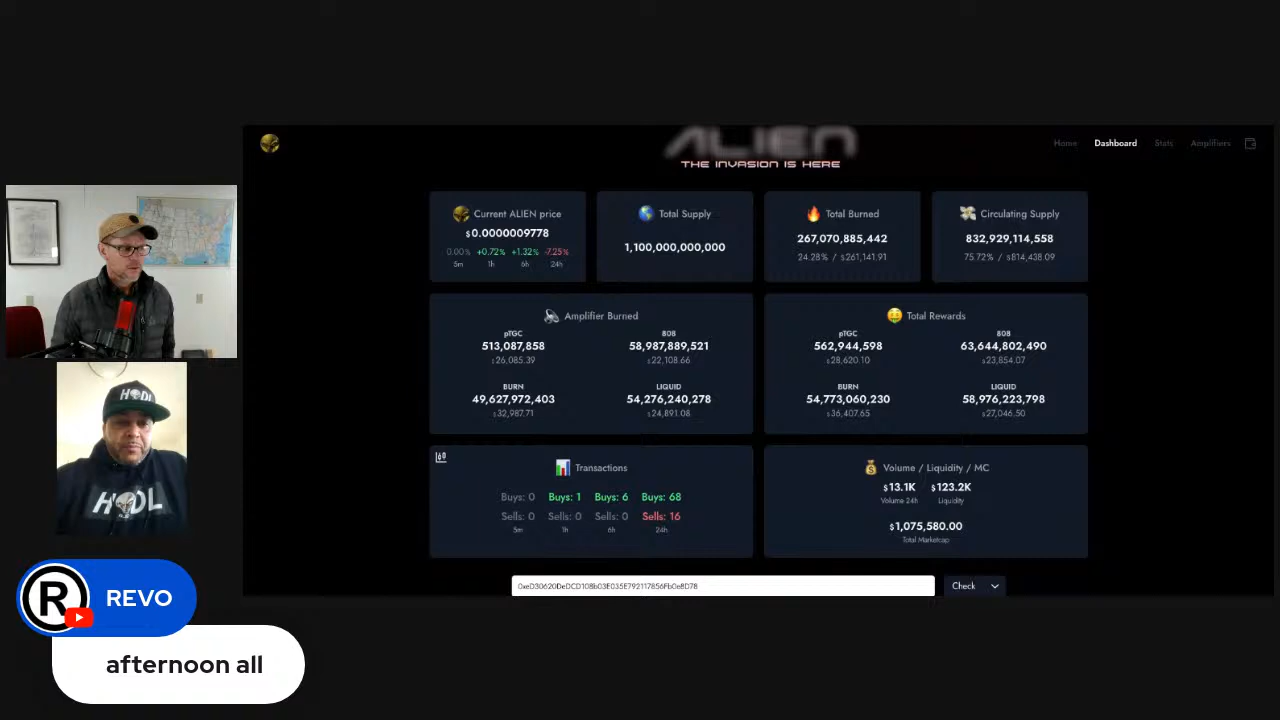 ALIEN
THE INVASION IS HERE
Home Dashboard Stats Amplifiers
Current ALIEN price
$0.0000009778
0.00% +0.72% +1.32% -7.25%
5m 1h 6h 24h
Total Supply
1,100,000,000,000
Total Burned
267,070,885,442
24.28% / $261,141.91
Circulating Supply
832,929,114,558
75.72% / $814,438.09
Amplifier Burned
pTGC 808
513,087,858 58,987,889,521
$26,085.39 $22,108.66
BURN LIQUID
49,627,972,403 54,276,240,278
$32,987.71 $24,891.08
Total Rewards
pTGC 808
562,944,598 63,644,802,490
$28,620.10 $23,854.07
BURN LIQUID
54,773,060,230 58,976,223,798
$36,407.65 $27,046.50
Transactions
Buys: 0 Buys: 1 Buys: 6 Buys: 68
Sells: 0 Sells: 0 Sells: 0 Sells: 16
5m 1h 6h 24h
Volume / Liquidity / MC
$13.1K $123.2K
Volume 24h Liquidity
$1,075,580.00
Total Marketcap
Check
HODL
HODL
R REVO
afternoon all